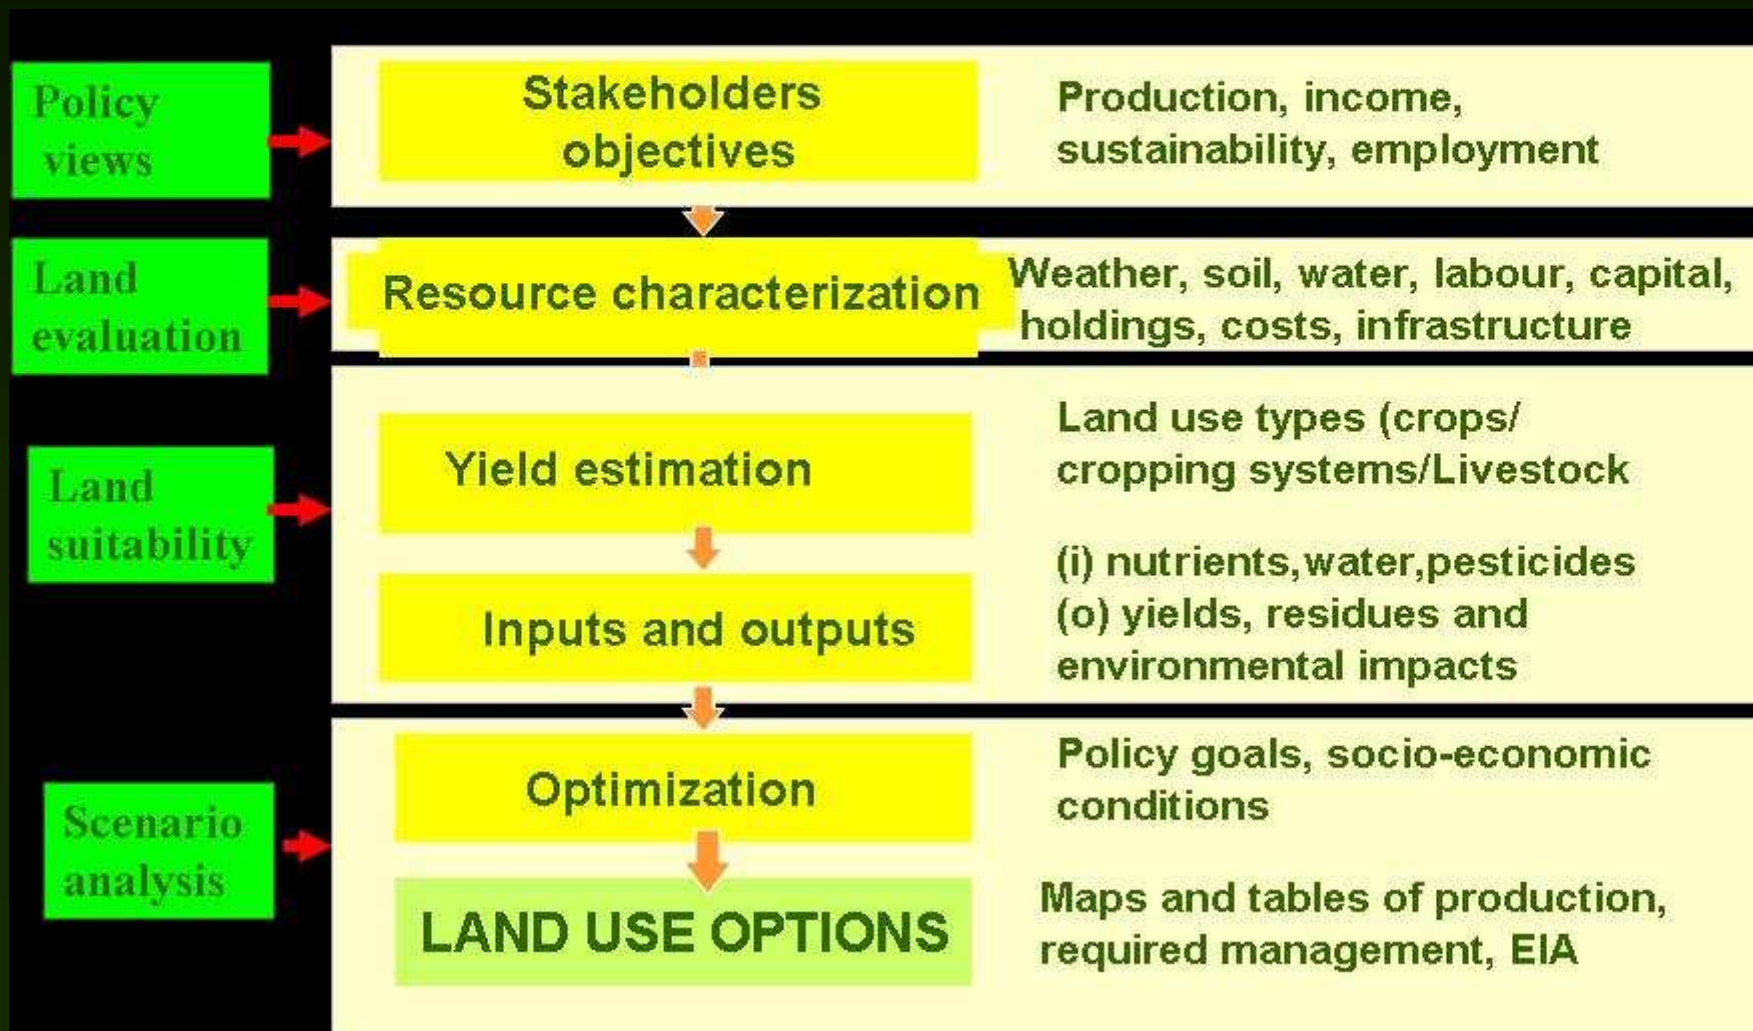 Policy
views
Stakeholders
objectives
Production, income,
sustainability, employment
Land
evaluation
Resource characterization
Weather, soil, water, labour, capital,
holdings, costs, infrastructure
Land
suitability
Yield estimation
Land use types (crops/
cropping systems/Livestock
Inputs and outputs
(i) nutrients,water,pesticides
(o) yields, residues and
environmental impacts
Scenario
analysis
Optimization
Policy goals, socio-economic
conditions
LAND USE OPTIONS
Maps and tables of production,
required management, EIA